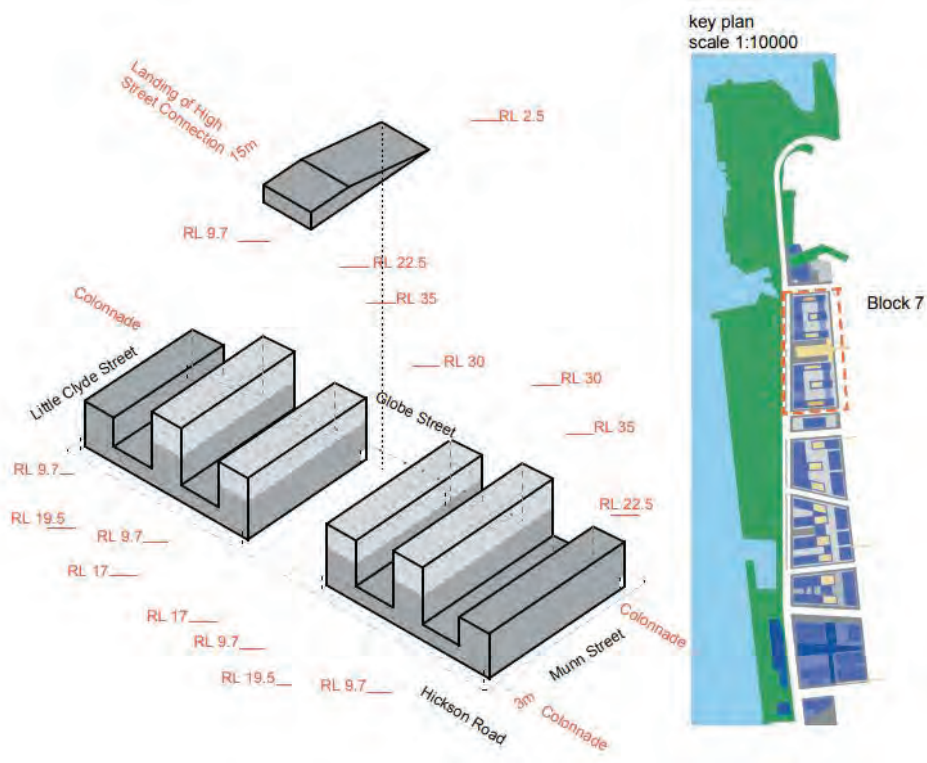 key plan
scale 1:10000
Landing of High
Street Connection 15m
RL 2.5
RL 9.7
RL 22.5
RL 35
Colonnade
Little Clyde Street
Block 7
RL 30
RL 30
Globe Street
RL 35
RL 9.7
RL 19.5
RL 9.7
RL 22.5
RL 17
RL 17
Colonnade
RL 9.7
Munn Street
RL 19.5
RL 9.7
Hickson Road
3m Colonnade